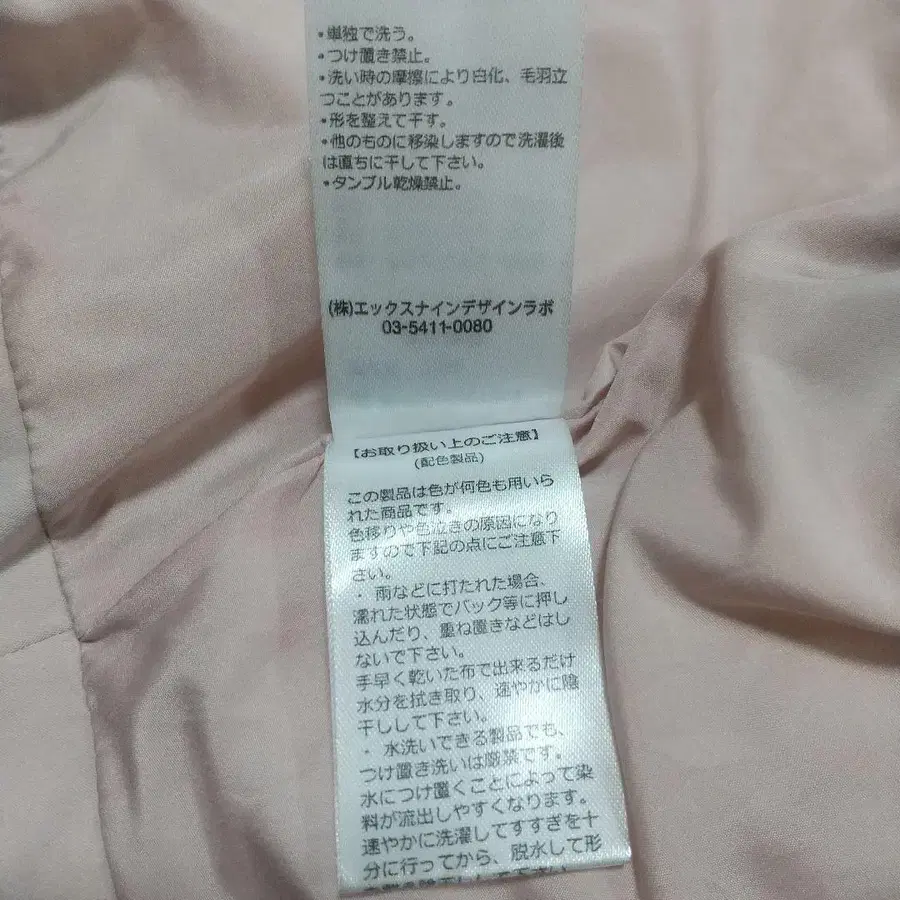 ・単独で洗う。
・つけ置き禁止。
・洗い時の摩擦により白化、毛羽立
つことがあります。
・形を整えて干す。
・他のものに移染しますので洗濯後
は直ちに干して下さい。
・タンブル乾燥禁止。
(株)エックスナインデザインラボ
03-5411-0080
【お取り扱い上のご注意】
(配色製品)
この製品は色が何色も用いら
れた商品です。
色移りや色泣きの原因になり
ますので下記の点にご注意下
さい。
・ 雨などに打たれた場合、
濡れた状態でバック等に押し
込んだり、重ね置きなどはし
ないで下さい。
手早く乾いた布で出来るだけ
水分を拭き取り、速やかに陰
干しして下さい。
・ 水洗いできる製品でも、
つけ置き洗いは厳禁です。
水につけ置くことによって染
料が流出しやすくなります。
速やかに洗濯してすすぎを十
分に行ってから、脱水して形